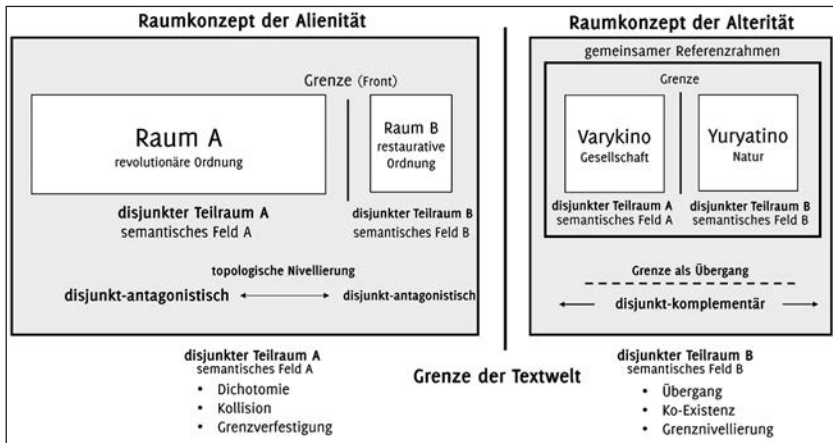 Raumkonzept der Alienität
Grenze (Front)
Raum A
revolutionäre Ordnung
Raum B
restaurative
Ordnung
disjunkter Teilraum A
semantisches Feld A
disjunkter Teilraum B
semantisches Feld B
topologische Nivellierung
disjunkt-antagonistisch
disjunkt-antagonistisch
disjunkter Teilraum A
semantisches Feld A
• Dichotomie
• Kollision
• Grenzverfestigung
Grenze der Textwelt
Raumkonzept der Alterität
gemeinsamer Referenzrahmen
Grenze
Varykino
Gesellschaft
Yuryatino
Natur
disjunkter Teilraum A
semantisches Feld A
disjunkter Teilraum B
semantisches Feld B
Grenze als Übergang
disjunkt-komplementär
disjunkter Teilraum B
semantisches Feld B
• Übergang
• Ko-Existenz
• Grenznivellierung